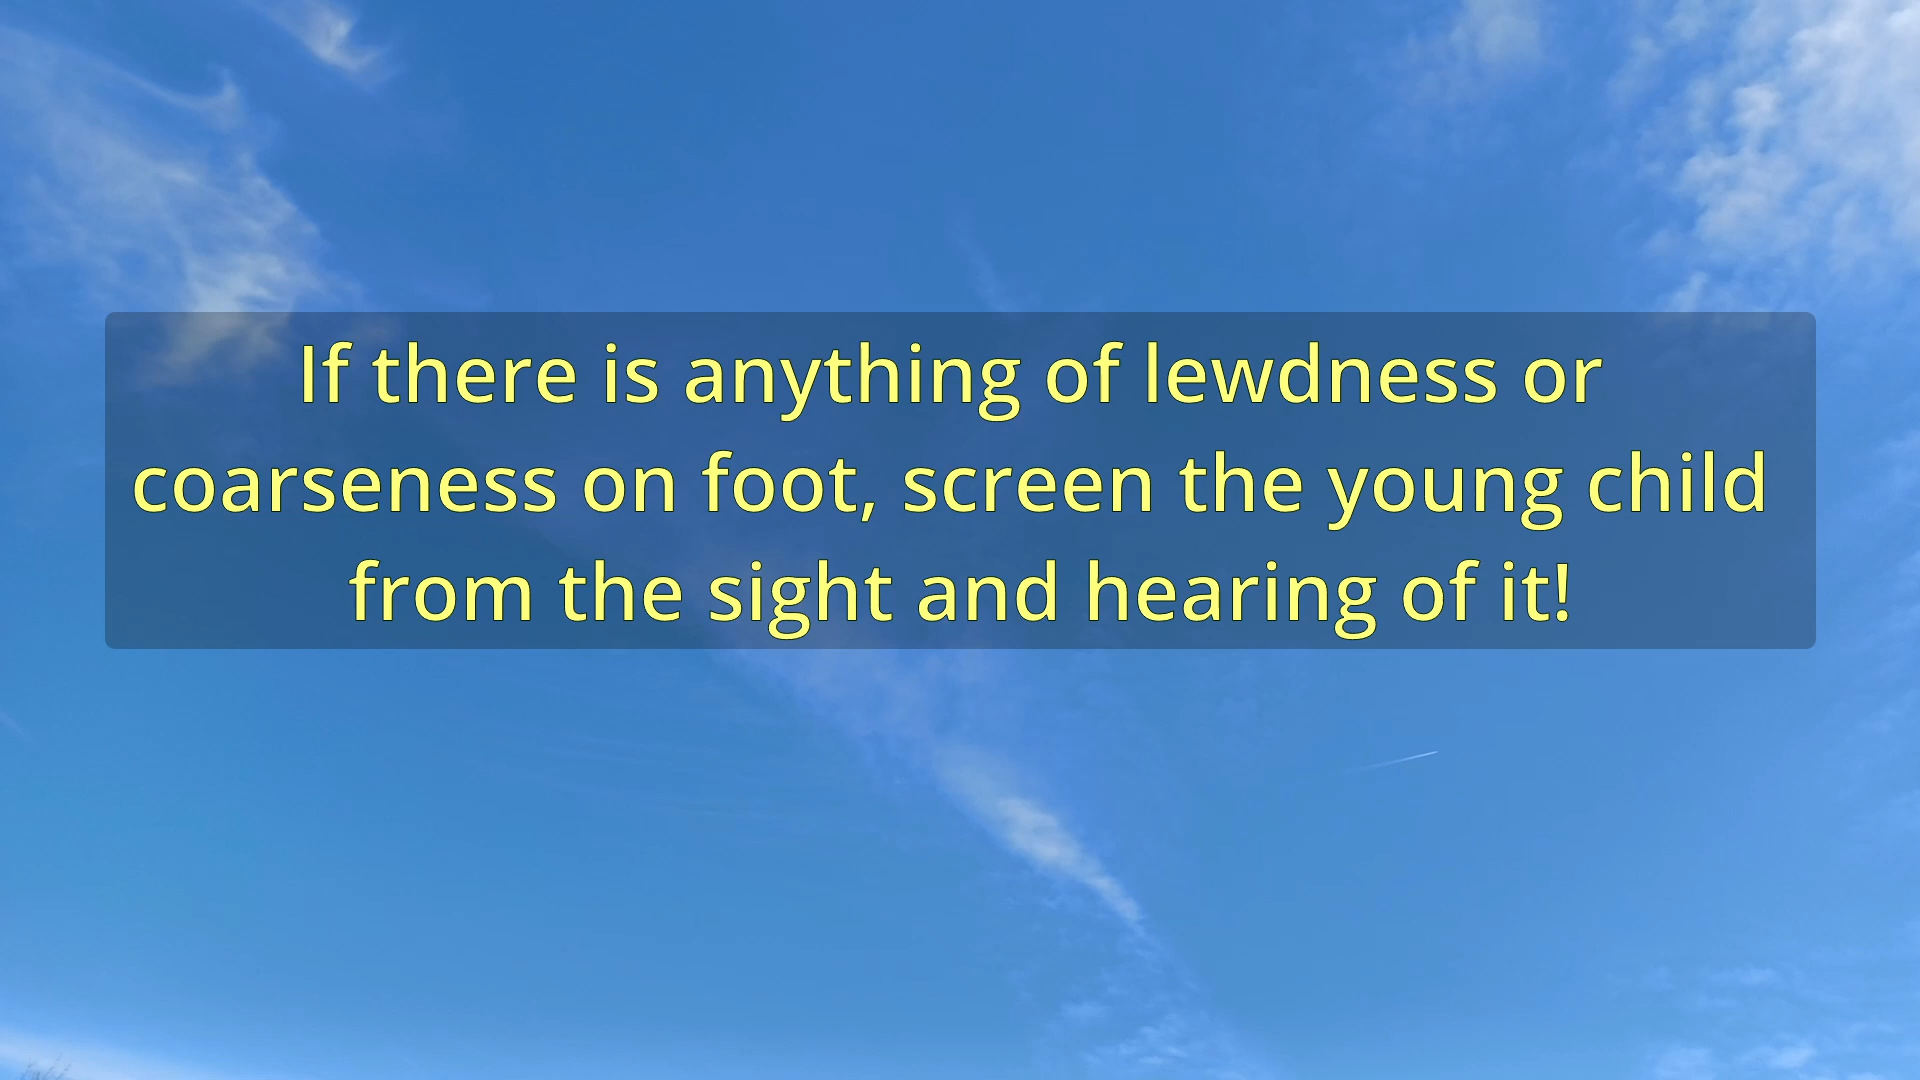 If there is anything of lewdness or
coarseness on foot, screen the young child
from the sight and hearing of it!